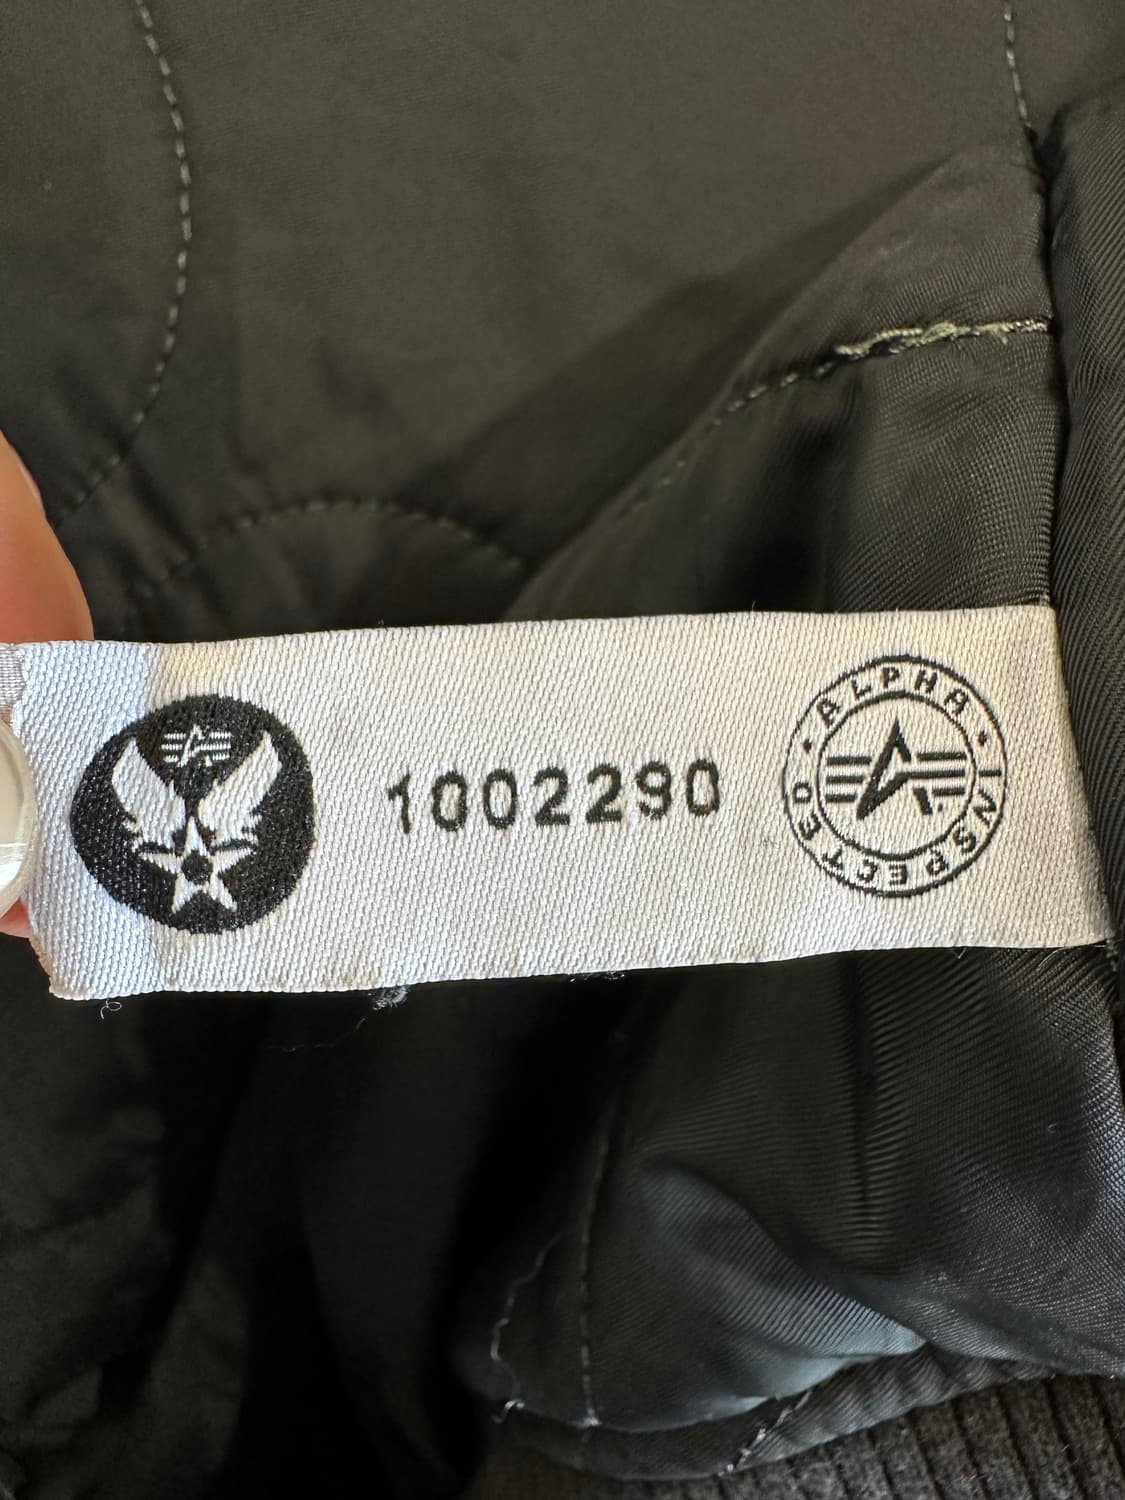 1002290
ALPHA • INSPECTED •